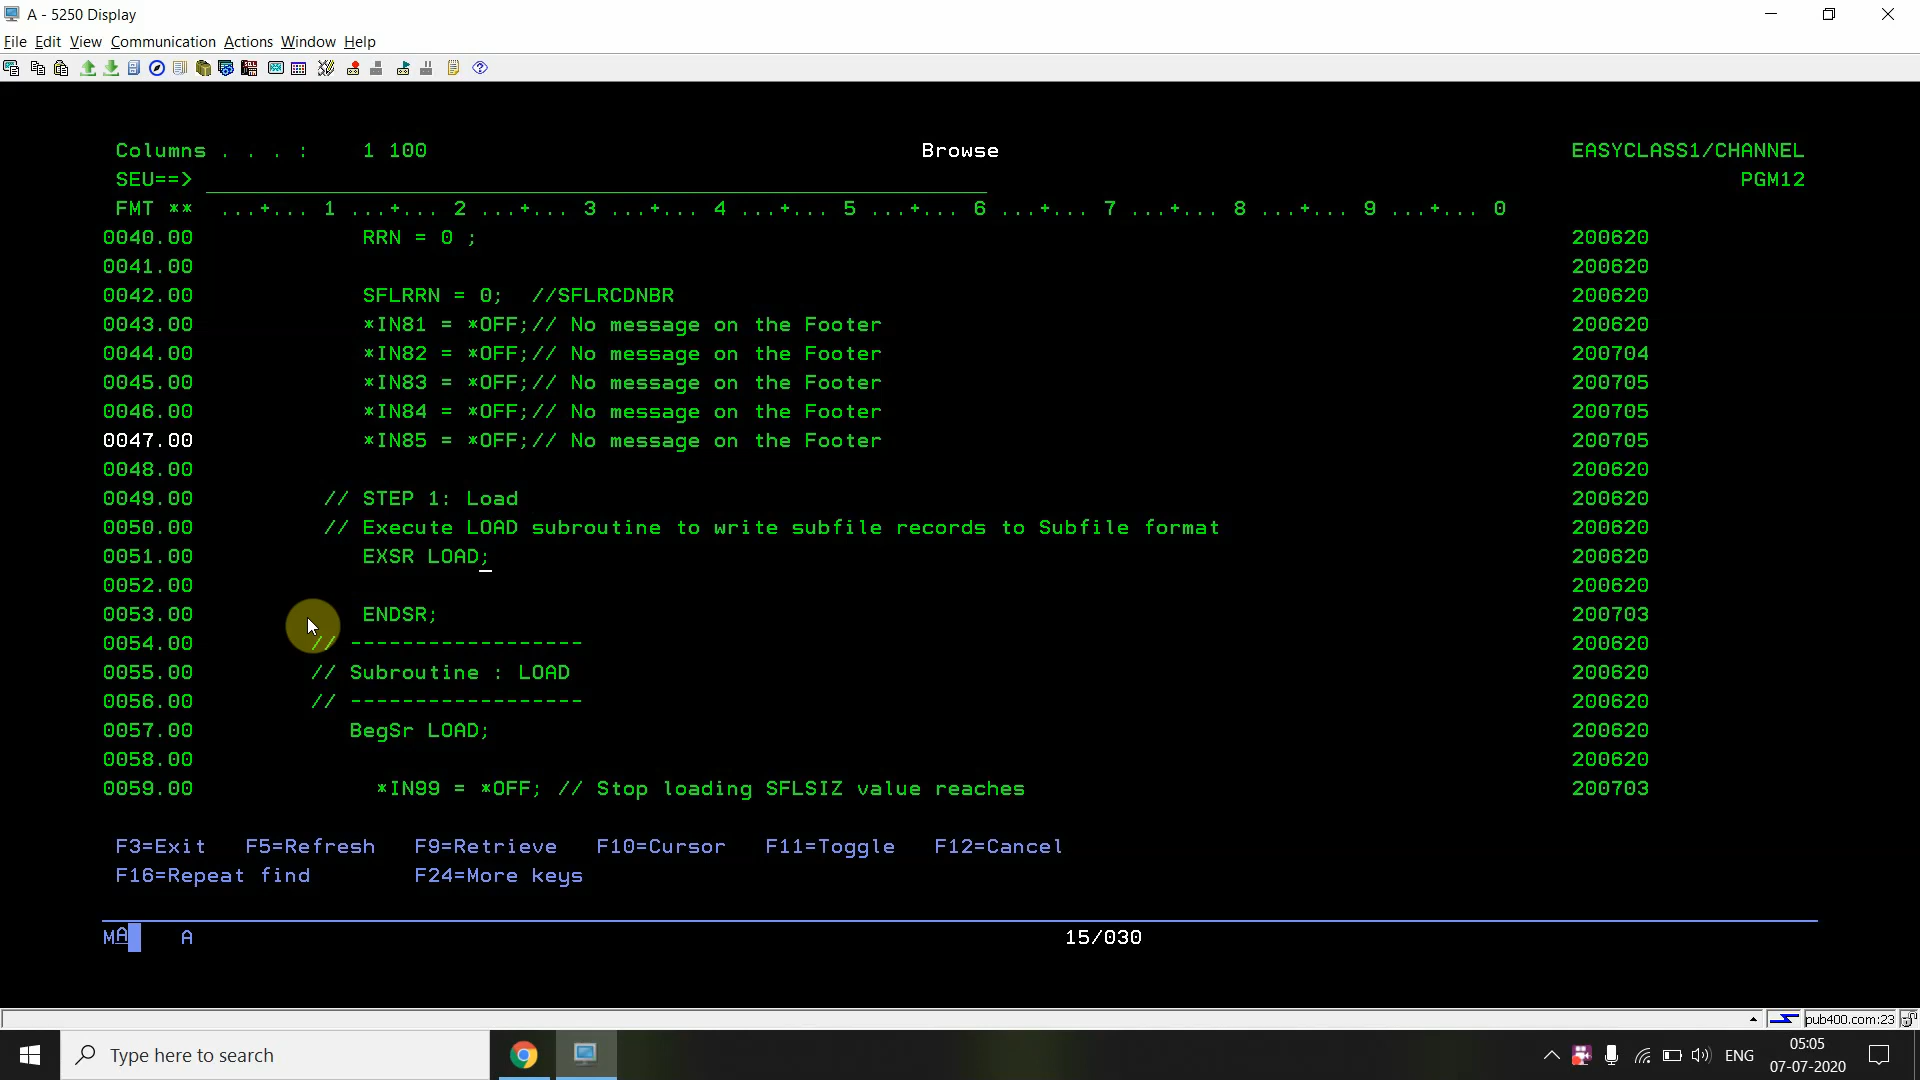 A - 5250 Display
File Edit View Communication Actions Window Help
Columns . . . : 1 100 Browse EASYCLASS1/CHANNEL
SEU==> PGM12
FMT ** ...+... 1 ...+... 2 ...+... 3 ...+... 4 ...+... 5 ...+... 6 ...+... 7 ...+... 8 ...+... 9 ...+... 0
0040.00 RRN = 0 ; 200620
0041.00 200620
0042.00 SFLRRN = 0; //SFLRCDNBR 200620
0043.00 *IN81 = *OFF;// No message on the Footer 200620
0044.00 *IN82 = *OFF;// No message on the Footer 200704
0045.00 *IN83 = *OFF;// No message on the Footer 200705
0046.00 *IN84 = *OFF;// No message on the Footer 200705
0047.00 *IN85 = *OFF;// No message on the Footer 200705
0048.00 200620
0049.00 // STEP 1: Load 200620
0050.00 // Execute LOAD subroutine to write subfile records to Subfile format 200620
0051.00 EXSR LOAD; 200620
0052.00 200620
0053.00 ENDSR; 200703
0054.00 // ------------------ 200620
0055.00 // Subroutine : LOAD 200620
0056.00 // ------------------ 200620
0057.00 BegSr LOAD; 200620
0058.00 200620
0059.00 *IN99 = *OFF; // Stop loading SFLSIZ value reaches 200703
F3=Exit F5=Refresh F9=Retrieve F10=Cursor F11=Toggle F12=Cancel
F16=Repeat find F24=More keys
MA A 15/030
pub400.com:23
Type here to search ENG 05:05
07-07-2020